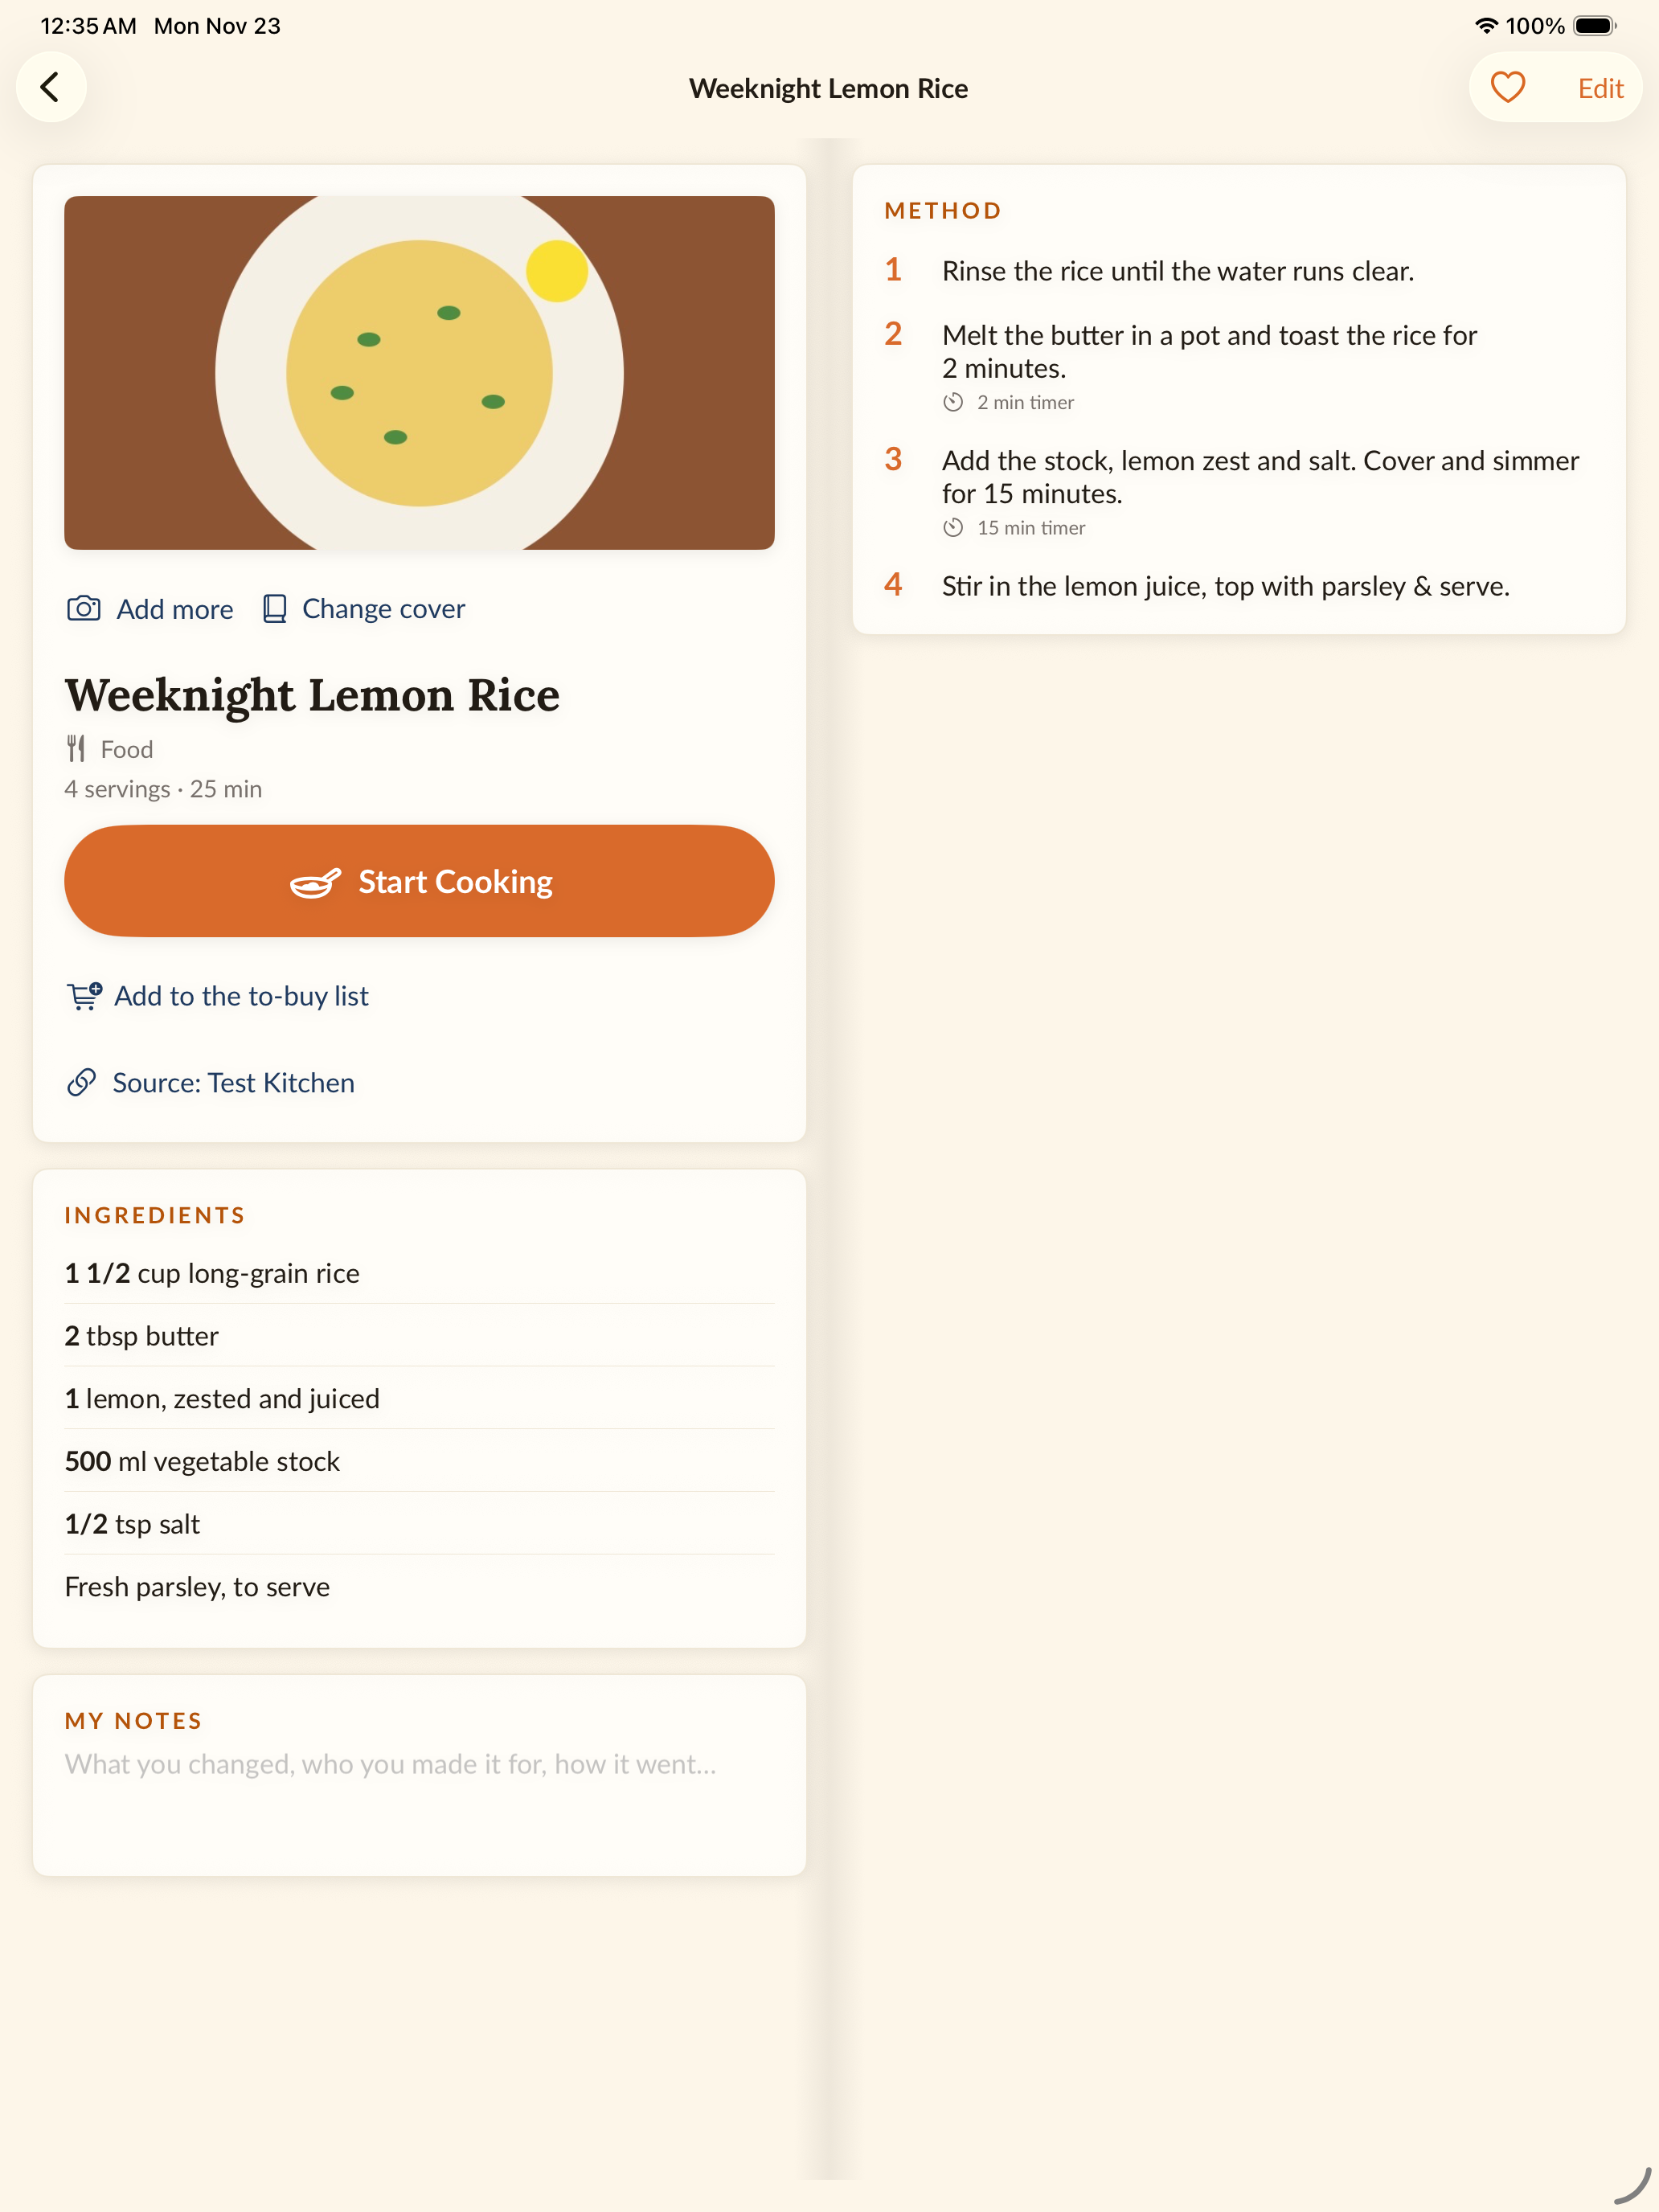 12:35 AM Mon Nov 23
100%
Weeknight Lemon Rice
Edit
Add more
Change cover
Weeknight Lemon Rice
Food
4 servings · 25 min
Start Cooking
Add to the to-buy list
Source: Test Kitchen
INGREDIENTS
1 1/2 cup long-grain rice
2 tbsp butter
1 lemon, zested and juiced
500 ml vegetable stock
1/2 tsp salt
Fresh parsley, to serve
MY NOTES
What you changed, who you made it for, how it went...
METHOD
1 Rinse the rice until the water runs clear.
2 Melt the butter in a pot and toast the rice for
2 minutes.
2 min timer
3 Add the stock, lemon zest and salt. Cover and simmer
for 15 minutes.
15 min timer
4 Stir in the lemon juice, top with parsley & serve.